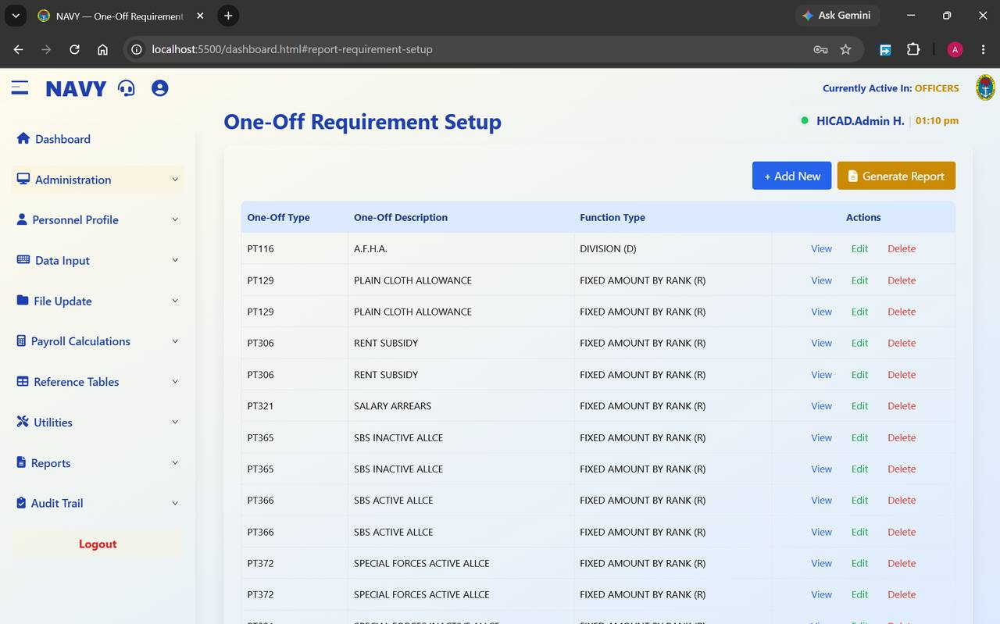 NAVY — One-Off Requirement
Ask Gemini
localhost:5500/dashboard.html#report-requirement-setup
A
NAVY
Currently Active In: OFFICERS
One-Off Requirement Setup
HICAD.Admin H. | 01:10 pm
Dashboard
Administration
Personnel Profile
Data Input
File Update
Payroll Calculations
Reference Tables
Utilities
Reports
Audit Trail
Logout
+ Add New
Generate Report
One-Off Type One-Off Description Function Type Actions
PT116 A.F.H.A. DIVISION (D) View Edit Delete
PT129 PLAIN CLOTH ALLOWANCE FIXED AMOUNT BY RANK (R) View Edit Delete
PT129 PLAIN CLOTH ALLOWANCE FIXED AMOUNT BY RANK (R) View Edit Delete
PT306 RENT SUBSIDY FIXED AMOUNT BY RANK (R) View Edit Delete
PT306 RENT SUBSIDY FIXED AMOUNT BY RANK (R) View Edit Delete
PT321 SALARY ARREARS FIXED AMOUNT BY RANK (R) View Edit Delete
PT365 SBS INACTIVE ALLCE FIXED AMOUNT BY RANK (R) View Edit Delete
PT365 SBS INACTIVE ALLCE FIXED AMOUNT BY RANK (R) View Edit Delete
PT366 SBS ACTIVE ALLCE FIXED AMOUNT BY RANK (R) View Edit Delete
PT366 SBS ACTIVE ALLCE FIXED AMOUNT BY RANK (R) View Edit Delete
PT372 SPECIAL FORCES ACTIVE ALLCE FIXED AMOUNT BY RANK (R) View Edit Delete
PT372 SPECIAL FORCES ACTIVE ALLCE FIXED AMOUNT BY RANK (R) View Edit Delete